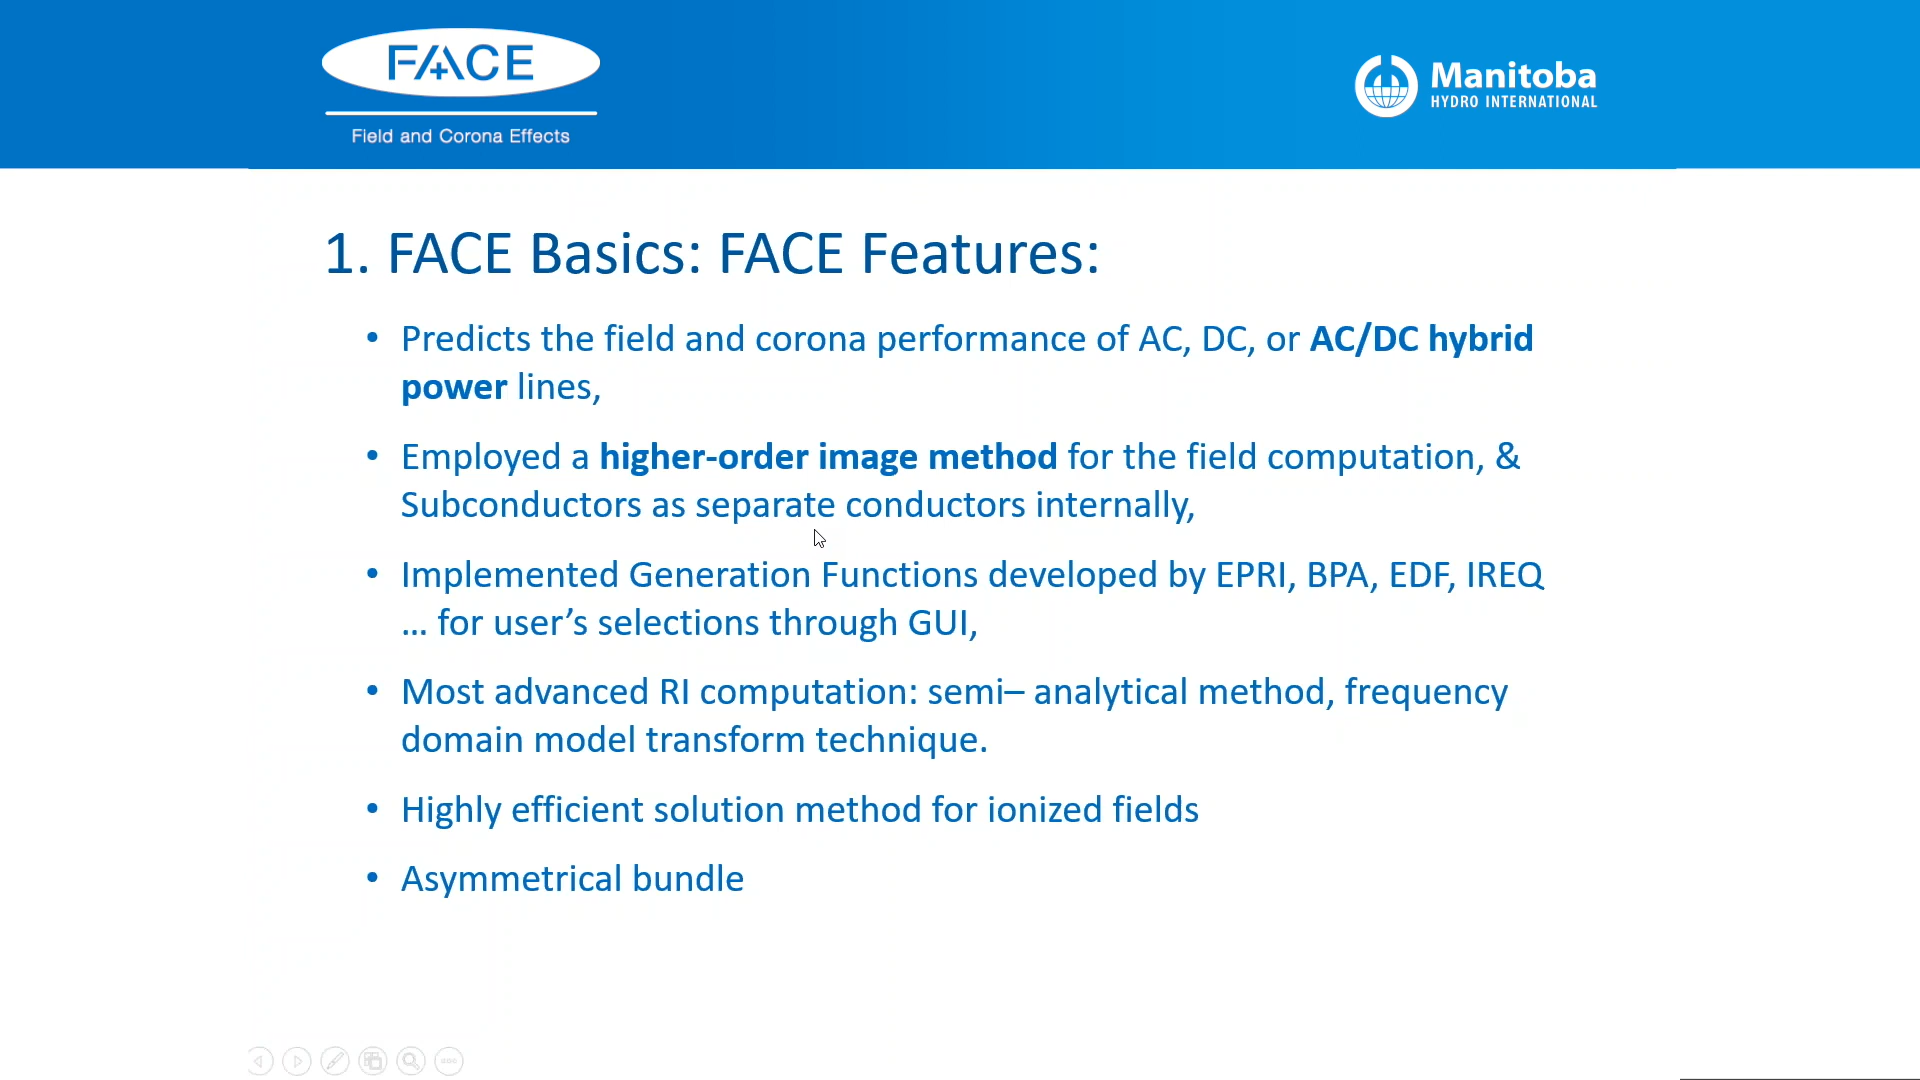 FACE
Field and Corona Effects
Manitoba
HYDRO INTERNATIONAL
1. FACE Basics: FACE Features:
• Predicts the field and corona performance of AC, DC, or AC/DC hybrid
power lines,
• Employed a higher-order image method for the field computation, &
Subconductors as separate conductors internally,
• Implemented Generation Functions developed by EPRI, BPA, EDF, IREQ
... for user’s selections through GUI,
• Most advanced RI computation: semi– analytical method, frequency
domain model transform technique.
• Highly efficient solution method for ionized fields
• Asymmetrical bundle